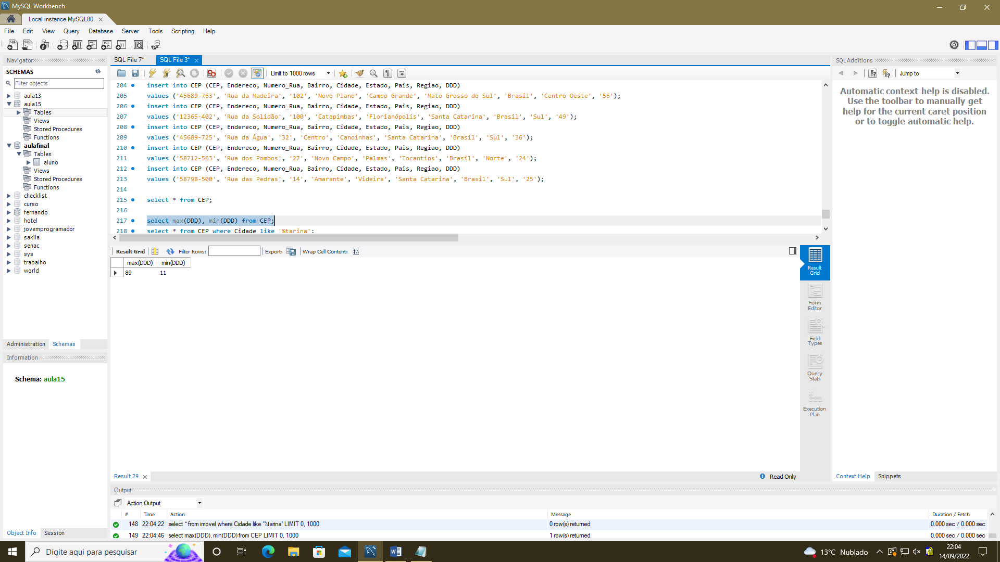 MySQL Workbench
Local instance MySQL80
File Edit View Query Database Server Tools Scripting Help
Navigator
SCHEMAS
Filter objects
aula13
aula15
Tables
Views
Stored Procedures
Functions
aulafinal
Tables
aluno
Views
Stored Procedures
Functions
checklist
curso
fernando
hotel
jovemprogramador
sakila
senac
sys
trabalho
world
Administration Schemas
Information
Schema: aula15
Object Info Session
SQL File 7* SQL File 3*
Limit to 1000 rows
204 insert into CEP (CEP, Endereco, Numero_Rua, Bairro, Cidade, Estado, Pais, Regiao, DDD)
205 values ('45689-763', 'Rua da Madeira', '102', 'Novo Plano', 'Campo Grande', 'Mato Grosso do Sul', 'Brasil', 'Centro Oeste', '56');
206 insert into CEP (CEP, Endereco, Numero_Rua, Bairro, Cidade, Estado, Pais, Regiao, DDD)
207 values ('12365-402', 'Rua da Solidão', '100', 'Catapimbas', 'Florianópolis', 'Santa Catarina', 'Brasil', 'Sul', '49');
208 insert into CEP (CEP, Endereco, Numero_Rua, Bairro, Cidade, Estado, Pais, Regiao, DDD)
209 values ('45689-725', 'Rua da Água', '32', 'Centro', 'Canoinhas', 'Santa Catarina', 'Brasil', 'Sul', '36');
210 insert into CEP (CEP, Endereco, Numero_Rua, Bairro, Cidade, Estado, Pais, Regiao, DDD)
211 values ('58712-563', 'Rua dos Pombos', '27', 'Novo Campo', 'Palmas', 'Tocantins', 'Brasil', 'Norte', '24');
212 insert into CEP (CEP, Endereco, Numero_Rua, Bairro, Cidade, Estado, Pais, Regiao, DDD)
213 values ('58798-500', 'Rua das Pedras', '14', 'Amarante', 'Videira', 'Santa Catarina', 'Brasil', 'Sul', '25');
214
215 select * from CEP;
216
217 select max(DDD), min(DDD) from CEP;
218 select * from CEP where Cidade like '%tarina';
Result Grid Filter Rows: Export: Wrap Cell Content:
max(DDD) min(DDD)
89 11
Result Grid
Form Editor
Field Types
Query Stats
Execution Plan
Result 29
Read Only
Output
Action Output
# Time Action Message Duration / Fetch
148 22:04:22 select * from imovel where Cidade like '%tarina' LIMIT 0, 1000 0 row(s) returned 0.000 sec / 0.000 sec
149 22:04:46 select max(DDD), min(DDD) from CEP LIMIT 0, 1000 1 row(s) returned 0.000 sec / 0.000 sec
SQLAdditions
Jump to
Automatic context help is disabled.
Use the toolbar to manually get
help for the current caret position
or to toggle automatic help.
Context Help Snippets
Digite aqui para pesquisar
13°C Nublado
22:04
14/09/2022